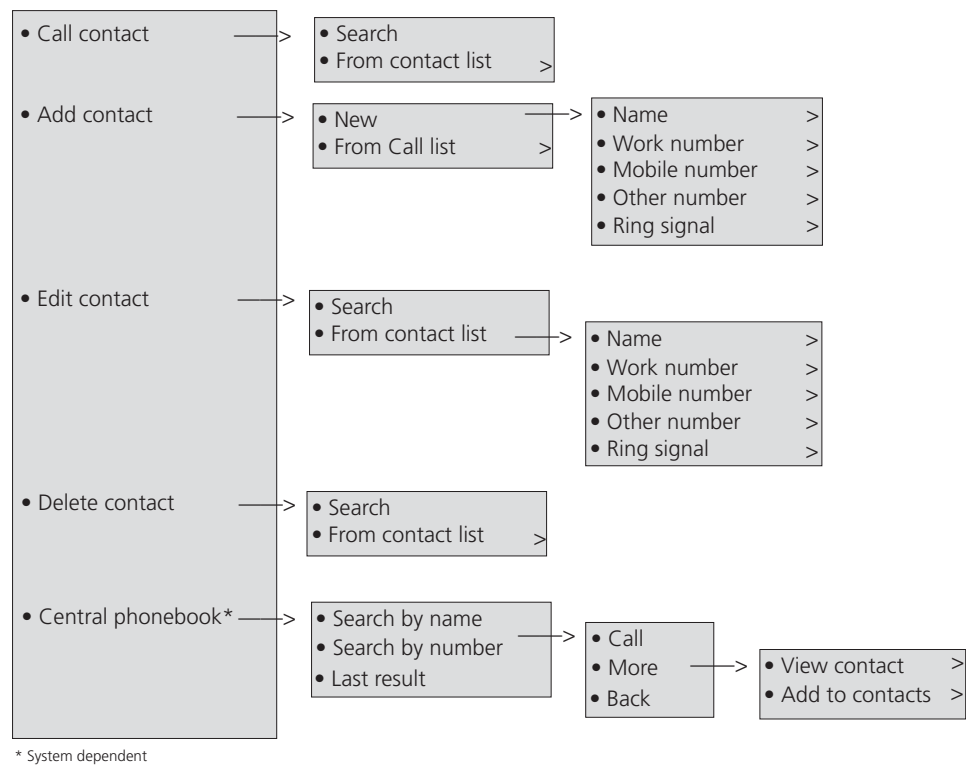 • Call contact >
• Search
• From contact list >
• Add contact >
• New >
• From Call list >
• Name >
• Work number >
• Mobile number >
• Other number >
• Ring signal >
• Edit contact >
• Search
• From contact list >
• Name >
• Work number >
• Mobile number >
• Other number >
• Ring signal >
• Delete contact >
• Search
• From contact list >
• Central phonebook* >
• Search by name >
• Search by number
• Last result
• Call
• More >
• Back
• View contact >
• Add to contacts >
* System dependent